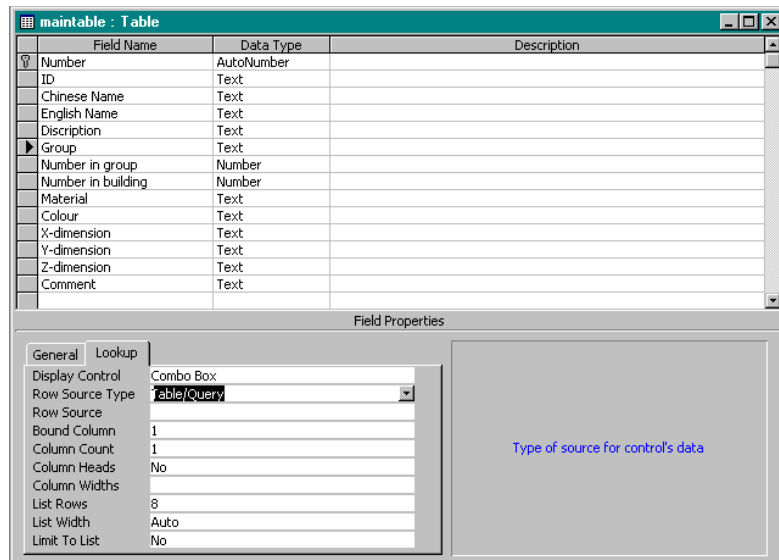 maintable : Table
Field Name Data Type Description
Number AutoNumber
ID Text
Chinese Name Text
English Name Text
Discription Text
Group Text
Number in group Number
Number in building Number
Material Text
Colour Text
X-dimension Text
Y-dimension Text
Z-dimension Text
Comment Text
Field Properties
General Lookup
Display Control Combo Box
Row Source Type Table/Query
Row Source
Bound Column 1
Column Count 1
Column Heads No
Column Widths
List Rows 8
List Width Auto
Limit To List No
Type of source for control's data